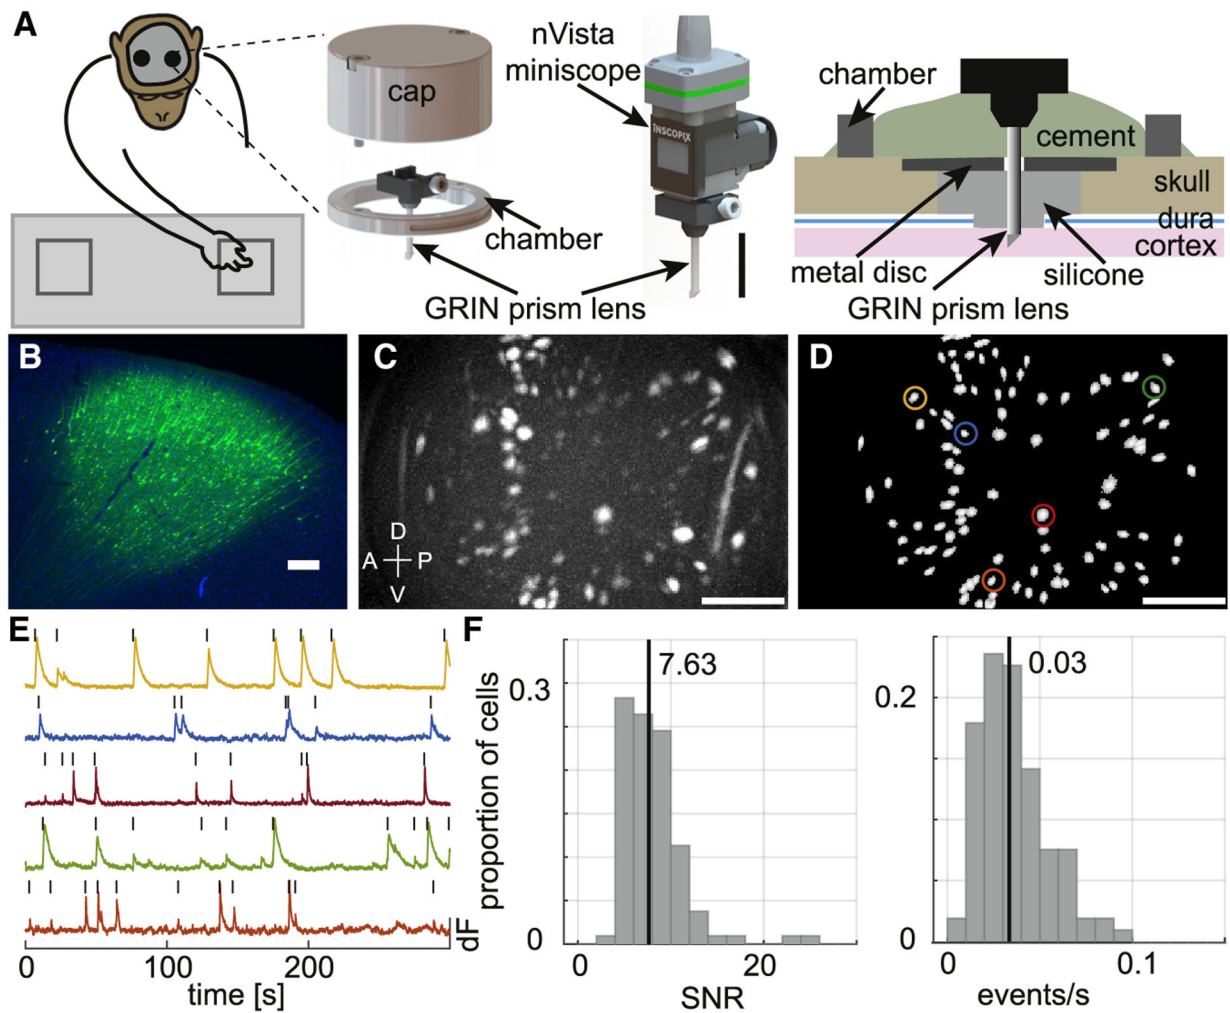 A
cap
chamber
GRIN prism lens
nVista
miniscope
INSCOPIX
chamber
cement
skull
dura
cortex
metal disc
silicone
GRIN prism lens
B
C
D
A
P
V
D
E
dF
0
100
200
time [s]
F
proportion of cells
0.3
0
7.63
0
20
SNR
0.2
0
0.03
0
0.1
events/s